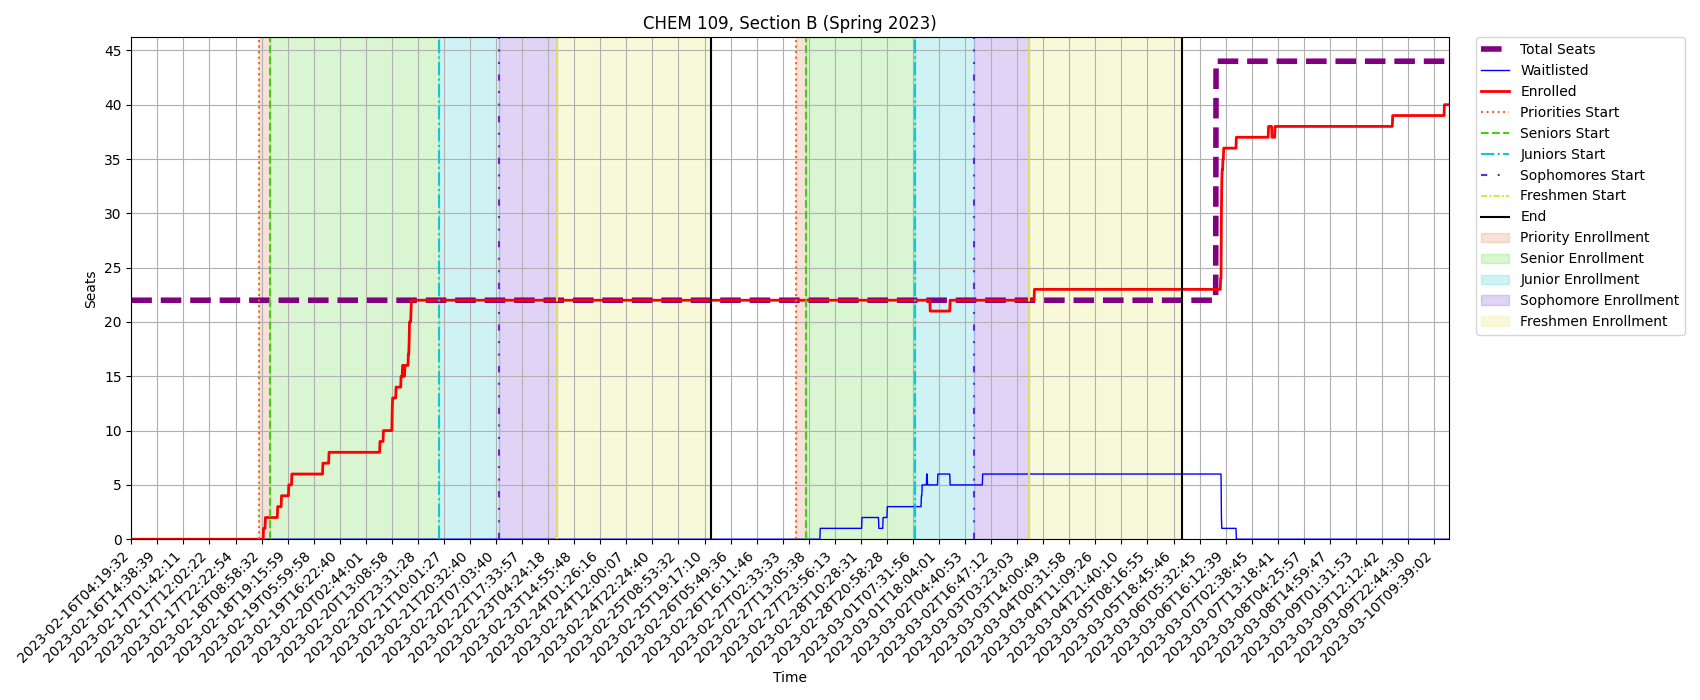 CHEM 109, Section B (Spring 2023)
Seats
45
40
35
30
25
20
15
10
5
0
2023-02-16T04:19:32
2023-02-16T14:38:39
2023-02-17T01:42:11
2023-02-17T12:02:22
2023-02-17T22:22:54
2023-02-18T08:58:32
2023-02-18T19:15:59
2023-02-19T05:59:58
2023-02-19T16:22:40
2023-02-20T02:44:01
2023-02-20T13:08:58
2023-02-20T23:31:28
2023-02-21T10:01:27
2023-02-21T20:32:40
2023-02-22T07:03:40
2023-02-22T17:33:57
2023-02-23T04:24:18
2023-02-23T14:55:48
2023-02-24T01:26:16
2023-02-24T12:00:07
2023-02-24T22:24:40
2023-02-25T08:53:32
2023-02-25T19:17:10
2023-02-26T05:49:36
2023-02-26T16:11:46
2023-02-27T02:33:33
2023-02-27T13:05:38
2023-02-27T23:56:13
2023-02-28T10:28:31
2023-02-28T20:58:28
2023-03-01T07:31:56
2023-03-01T18:04:01
2023-03-02T04:40:53
2023-03-02T16:47:12
2023-03-03T03:23:03
2023-03-03T14:00:49
2023-03-04T00:31:58
2023-03-04T11:09:26
2023-03-04T21:40:10
2023-03-05T08:16:55
2023-03-05T18:45:46
2023-03-06T05:32:45
2023-03-06T16:12:39
2023-03-07T02:38:45
2023-03-07T13:18:41
2023-03-08T04:25:57
2023-03-08T14:59:47
2023-03-09T01:31:53
2023-03-09T12:12:42
2023-03-09T22:44:30
2023-03-10T09:39:02
Time
Total Seats
Waitlisted
Enrolled
Priorities Start
Seniors Start
Juniors Start
Sophomores Start
Freshmen Start
End
Priority Enrollment
Senior Enrollment
Junior Enrollment
Sophomore Enrollment
Freshmen Enrollment